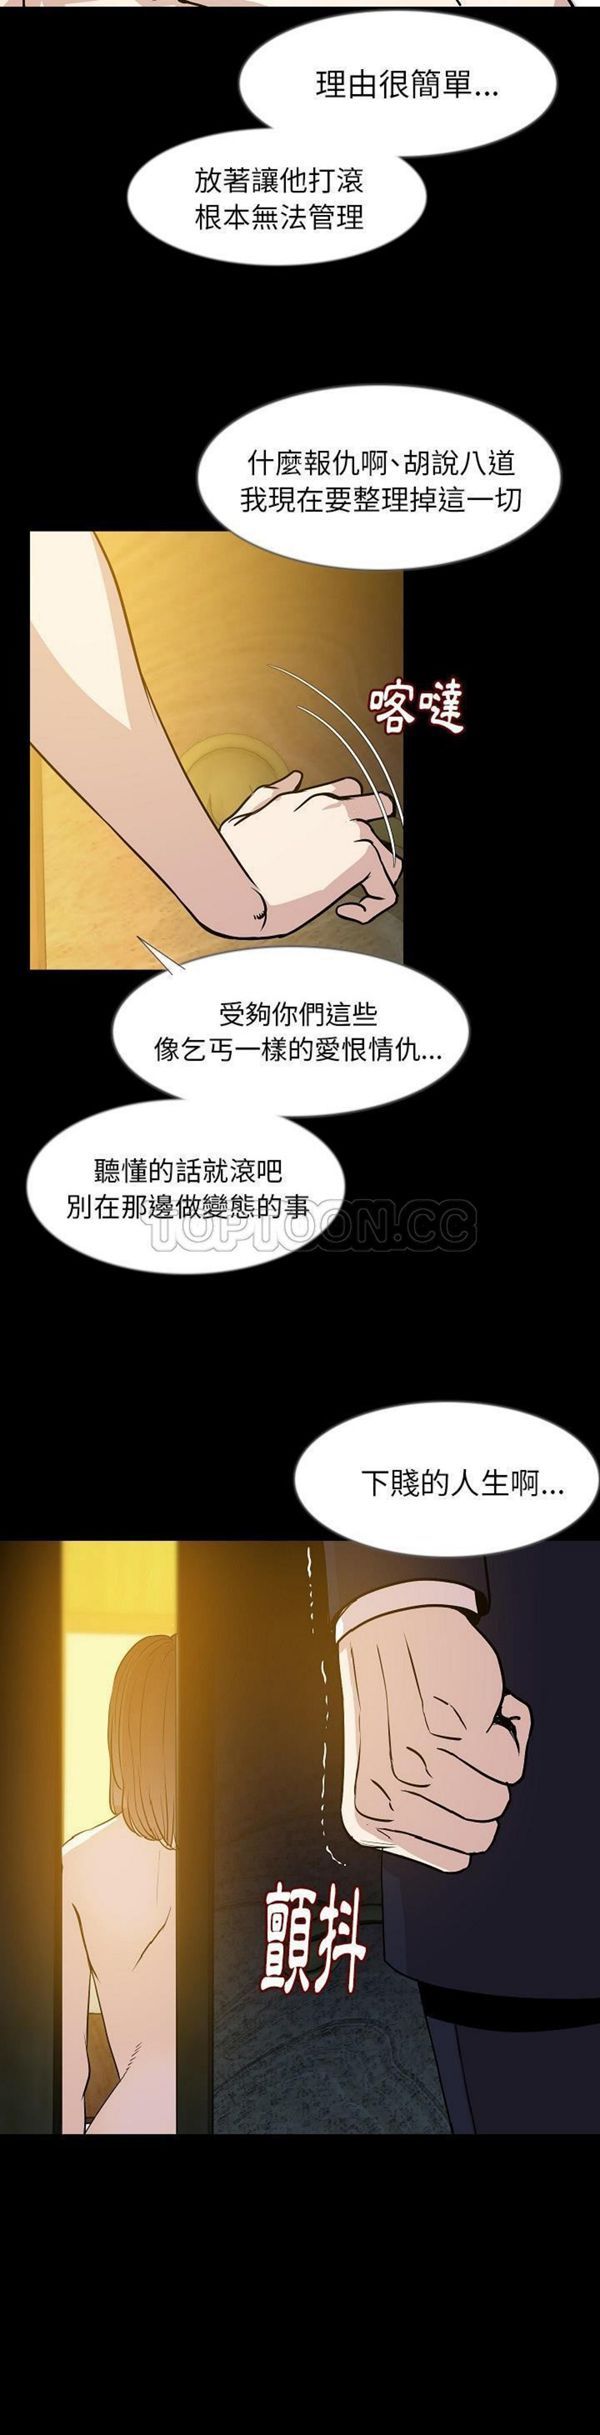 理由很簡單...
放著讓他打滾
根本無法管理
什麼報仇啊、胡說八道
我現在要整理掉這一切
喀噠
受夠你們這些
像乞丐一樣的愛恨情仇...
聽懂的話就滾吧
別在那邊做變態的事
TOPTOON.CC
下賤的人生啊...
顫抖